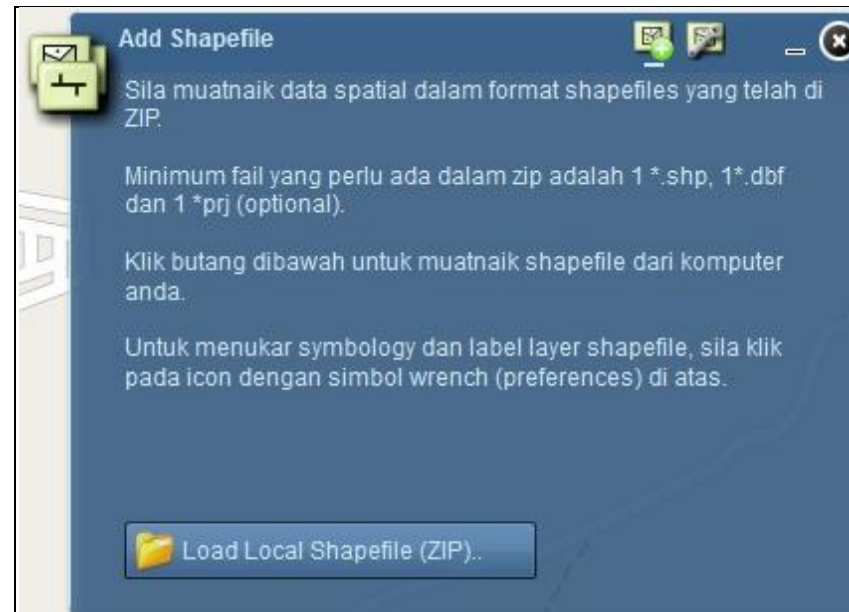 Add Shapefile
Sila muatnaik data spatial dalam format shapefiles yang telah di
ZIP.
Minimum fail yang perlu ada dalam zip adalah 1 *.shp, 1*.dbf
dan 1 *prj (optional).
Klik butang dibawah untuk muatnaik shapefile dari komputer
anda.
Untuk menukar symbology dan label layer shapefile, sila klik
pada icon dengan simbol wrench (preferences) di atas.
Load Local Shapefile (ZIP)..